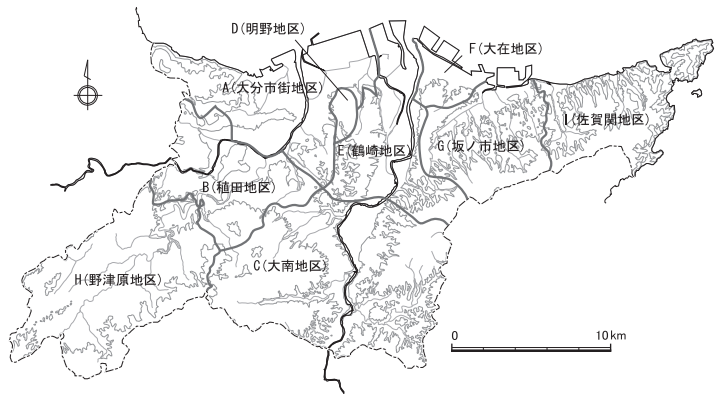 D(明野地区)
F(大在地区)
A(大分市街地区)
I(佐賀関地区)
E(鶴崎地区)
G(坂ノ市地区)
B(稙田地区)
C(大南地区)
H(野津原地区)
0 10km